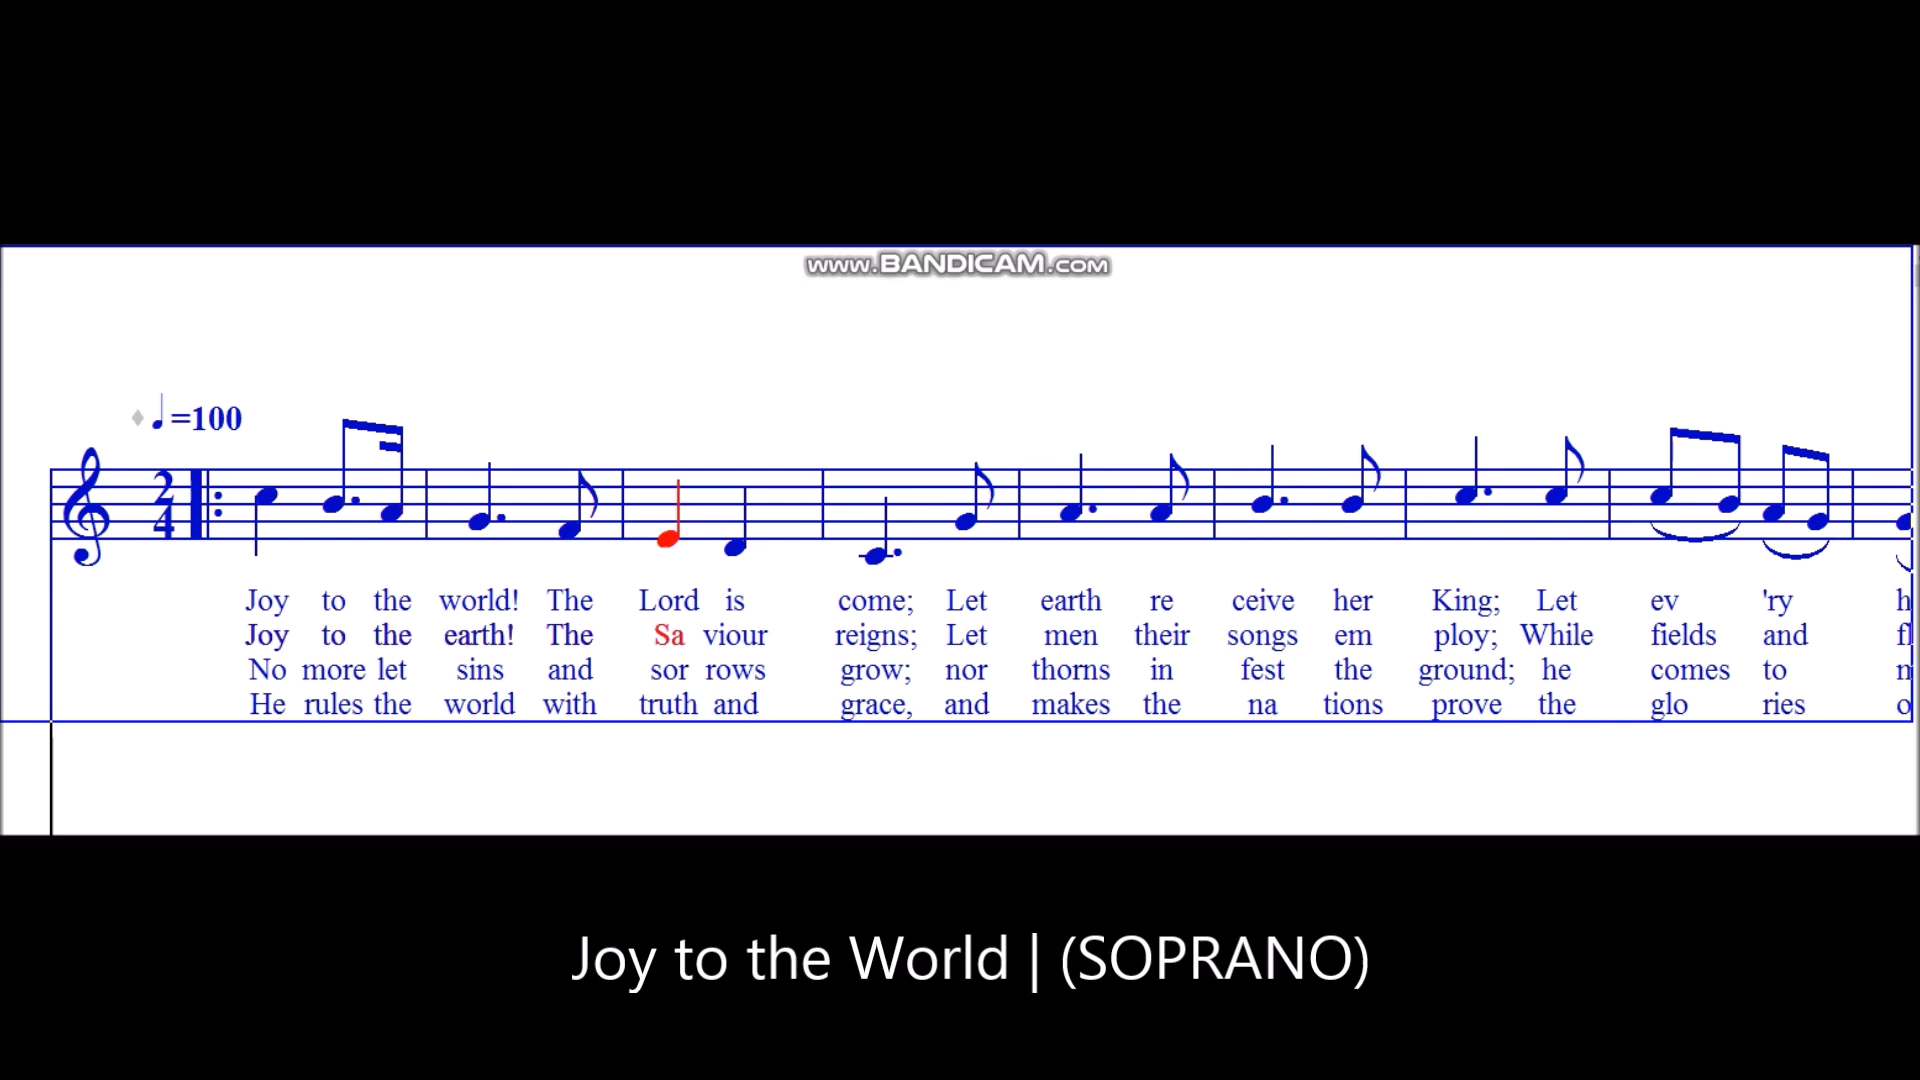 www.BANDICAM.com
=100
2
4
Joy to the world! The Lord is come; Let earth re ceive her King; Let ev 'ry h
Joy to the earth! The Sa viour reigns; Let men their songs em ploy; While fields and fl
No more let sins and sor rows grow; nor thorns in fest the ground; he comes to
He rules the world with truth and grace, and makes the na tions prove the glo ries o
Joy to the World | (SOPRANO)